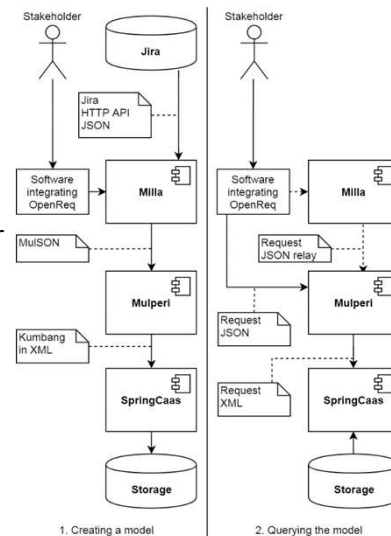 Stakeholder
Jira
Jira
HTTP API
JSON
Software
integrating
OpenReq
Milla
MulSON
Mulperi
Kumbang
in XML
SpringCaas
Storage
1. Creating a model
Stakeholder
Software
integrating
OpenReq
Milla
Request
JSON relay
Mulperi
Request
JSON
Request
XML
SpringCaas
Storage
2. Querying the model